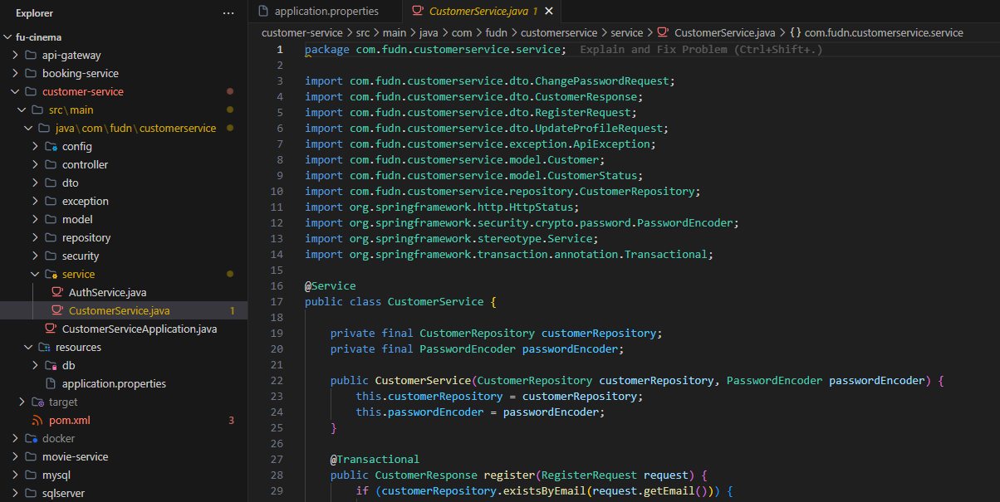 Explorer
···
fu-cinema
api-gateway
booking-service
customer-service
src\main
java\com\fudn\customerservice
config
controller
dto
exception
model
repository
security
service
AuthService.java
CustomerService.java 1
CustomerServiceApplication.java
resources
db
application.properties
target
pom.xml 3
docker
movie-service
mysql
sqlserver
application.properties
CustomerService.java 1
customer-service > src > main > java > com > fudn > customerservice > service > CustomerService.java > {} com.fudn.customerservice.service
1 package com.fudn.customerservice.service; Explain and Fix Problem (Ctrl+Shift+.)
2
3 import com.fudn.customerservice.dto.ChangePasswordRequest;
4 import com.fudn.customerservice.dto.CustomerResponse;
5 import com.fudn.customerservice.dto.RegisterRequest;
6 import com.fudn.customerservice.dto.UpdateProfileRequest;
7 import com.fudn.customerservice.exception.ApiException;
8 import com.fudn.customerservice.model.Customer;
9 import com.fudn.customerservice.model.CustomerStatus;
10 import com.fudn.customerservice.repository.CustomerRepository;
11 import org.springframework.http.HttpStatus;
12 import org.springframework.security.crypto.password.PasswordEncoder;
13 import org.springframework.stereotype.Service;
14 import org.springframework.transaction.annotation.Transactional;
15
16 @Service
17 public class CustomerService {
18
19 private final CustomerRepository customerRepository;
20 private final PasswordEncoder passwordEncoder;
21
22 public CustomerService(CustomerRepository customerRepository, PasswordEncoder passwordEncoder) {
23 this.customerRepository = customerRepository;
24 this.passwordEncoder = passwordEncoder;
25 }
26
27 @Transactional
28 public CustomerResponse register(RegisterRequest request) {
29 if (customerRepository.existsByEmail(request.getEmail())) {